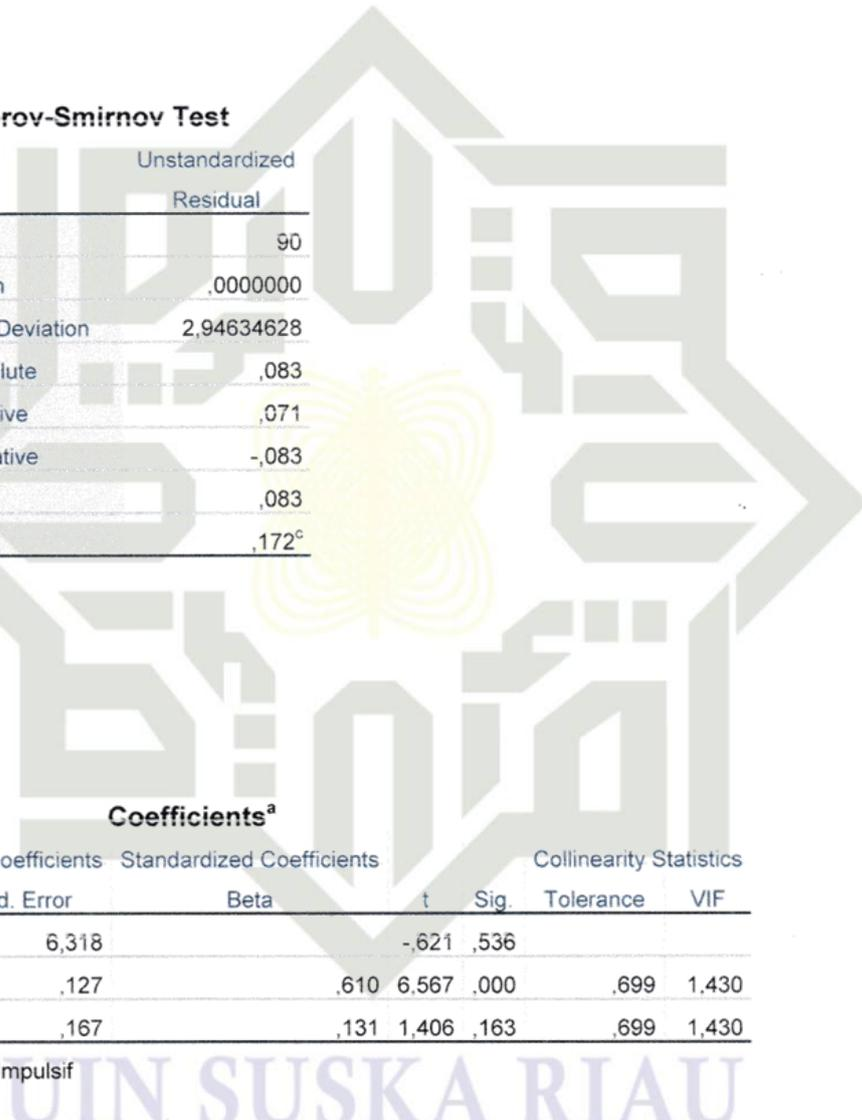 rov-Smirnov Test
Unstandardized
Residual
90
n ,0000000
Deviation 2,94634628
lute ,083
ive ,071
ative -,083
,083
,172c
Coefficientsa
oefficients Standardized Coefficients Collinearity Statistics
d. Error Beta t Sig. Tolerance VIF
6,318 -,621 ,536
,127 ,610 6,567 ,000 ,699 1,430
,167 ,131 1,406 ,163 ,699 1,430
mpulsif
UIN SUSKA RIAU